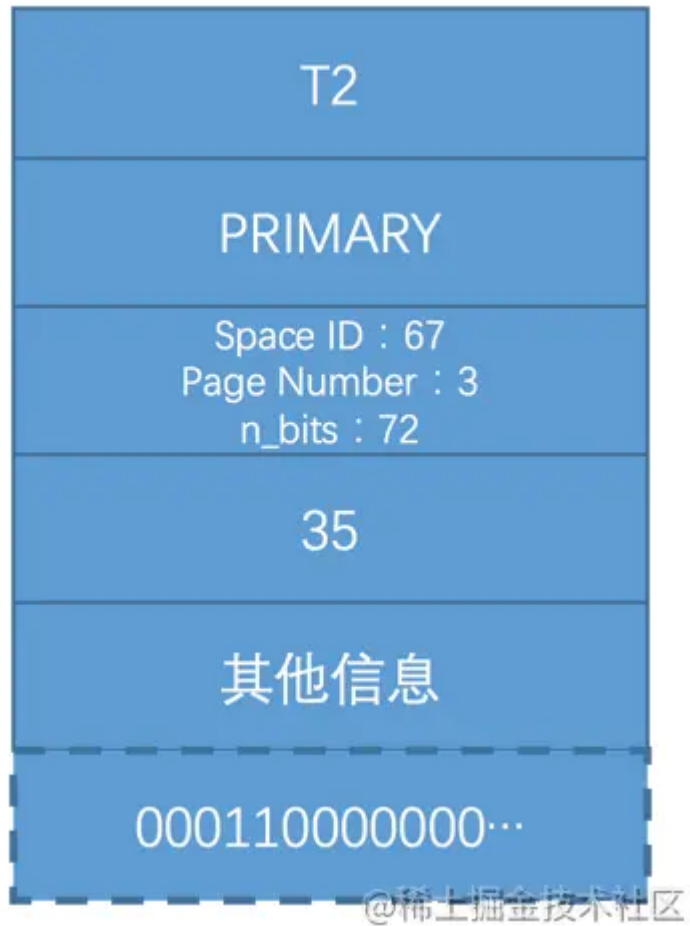 T2
PRIMARY
Space ID：67
Page Number：3
n_bits：72
35
其他信息
000110000000…
@稀土掘金技术社区